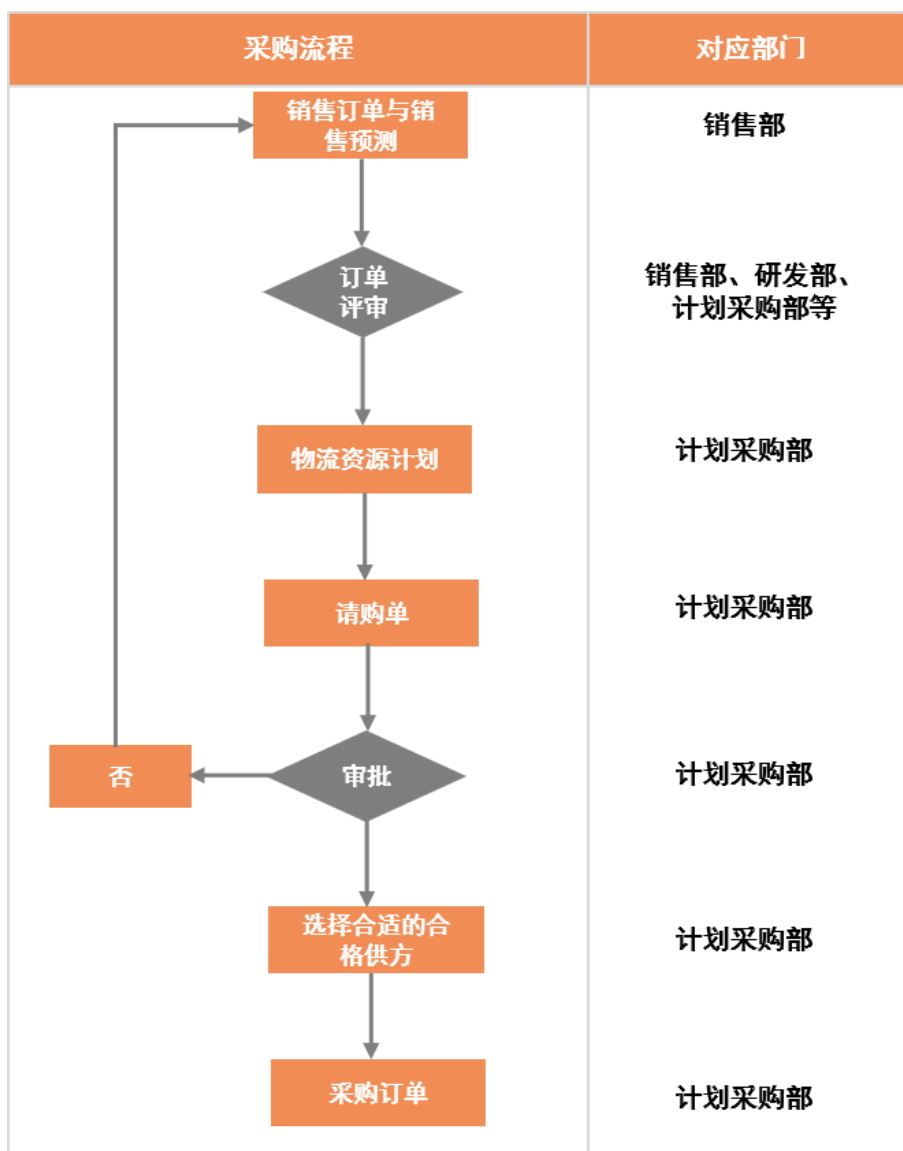 采购流程
对应部门
销售订单与销
售预测
销售部
订单
评审
销售部、研发部、
计划采购部等
物流资源计划
计划采购部
请购单
计划采购部
否
审批
计划采购部
选择合适的合
格供方
计划采购部
采购订单
计划采购部